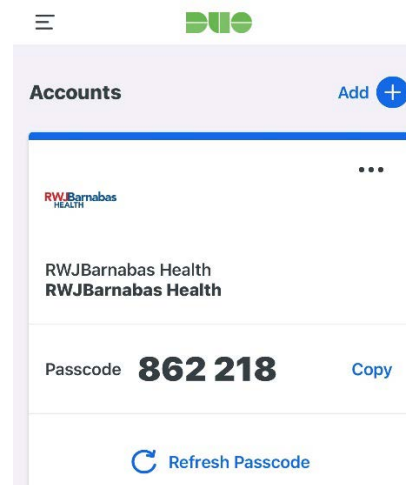 DUO
Accounts
Add
RWJBarnabas
HEALTH
RWJBarnabas Health
RWJBarnabas Health
Passcode 862 218 Copy
Refresh Passcode